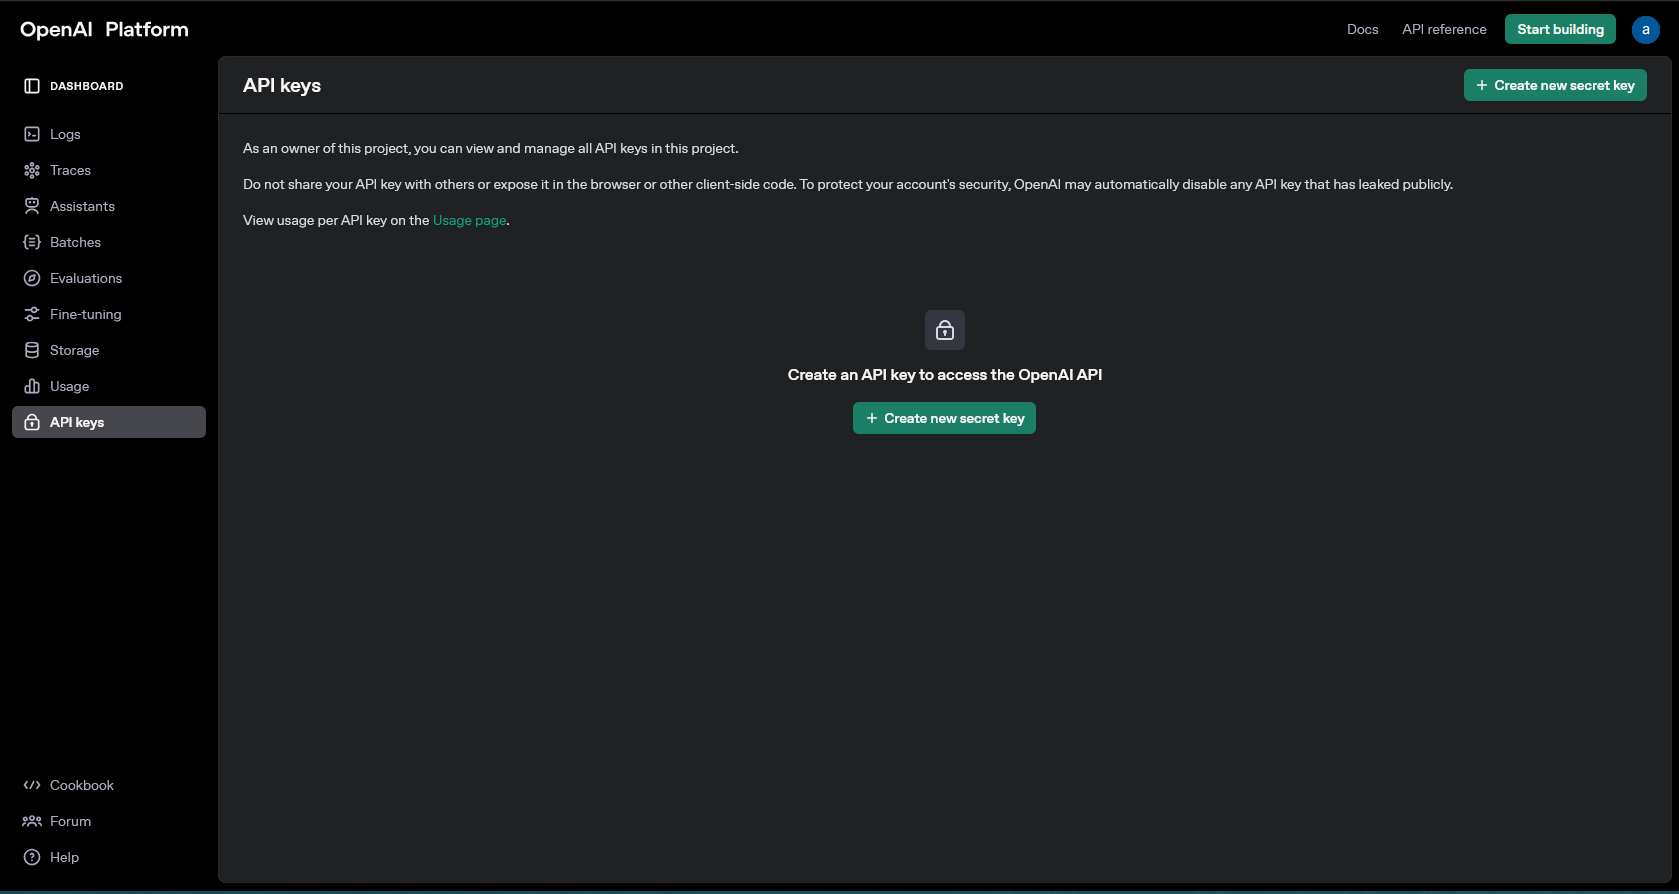 OpenAI Platform
Docs
API reference
Start building
a
DASHBOARD
Logs
Traces
Assistants
Batches
Evaluations
Fine-tuning
Storage
Usage
API keys
Cookbook
Forum
Help
API keys
+ Create new secret key
As an owner of this project, you can view and manage all API keys in this project.
Do not share your API key with others or expose it in the browser or other client-side code. To protect your account's security, OpenAI may automatically disable any API key that has leaked publicly.
View usage per API key on the Usage page.
Create an API key to access the OpenAI API
+ Create new secret key